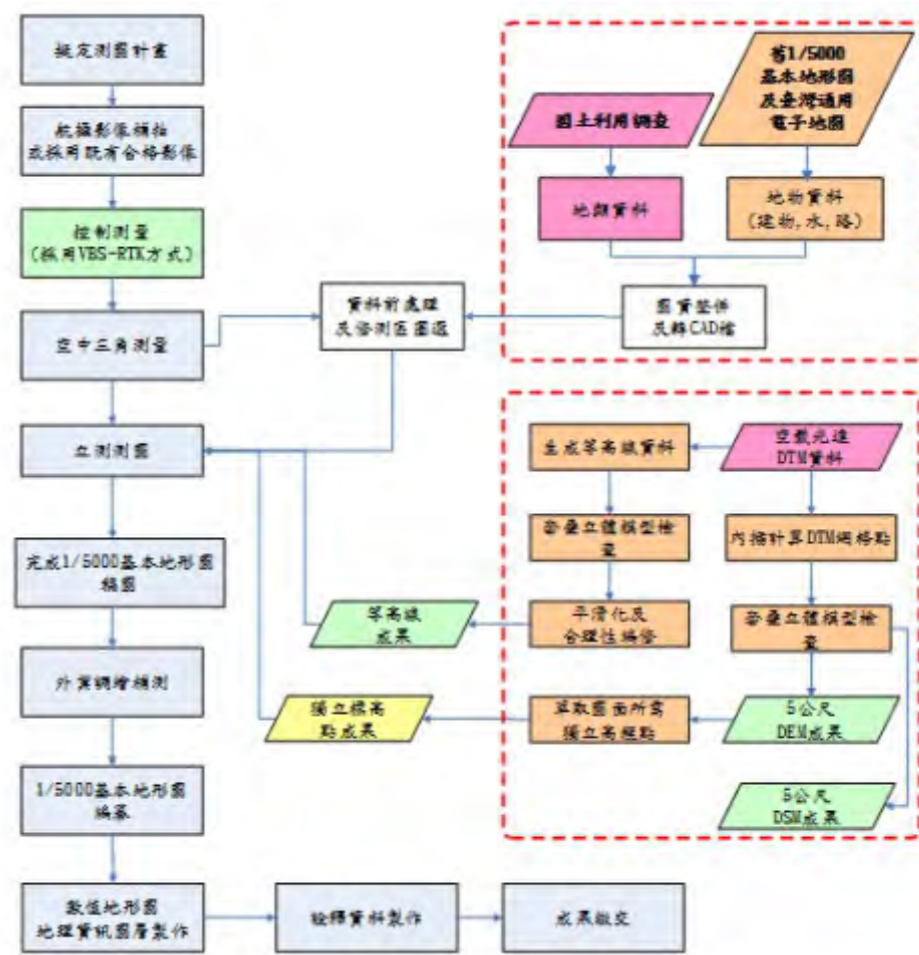 擬定測圖計畫
航攝影像補拍
或採用既有合格影像
控制測量
(採用VBS-RTK方式)
空中三角測量
立測測圖
完成1/5000基本地形圖
稿圖
外業調繪補測
1/5000基本地形圖
編纂
數值地形圖
地理資訊圖層製作
詮釋資料製作
成果繳交
資料前處理
及修測區圈選
國土利用調查
舊1/5000
基本地形圖
及臺灣通用
電子地圖
地類資料
地物資料
(建物,水,路)
圖資整併
及轉CAD檔
空載光達
DTM資料
生成等高線資料
套疊立體模型檢
查
平滑化及
合理性編修
等高線
成果
內插計算DTM網格點
套疊立體模型檢
查
5公尺
DEM成果
萃取圖面所需
獨立高程點
獨立標高
點成果
5公尺
DSM成果